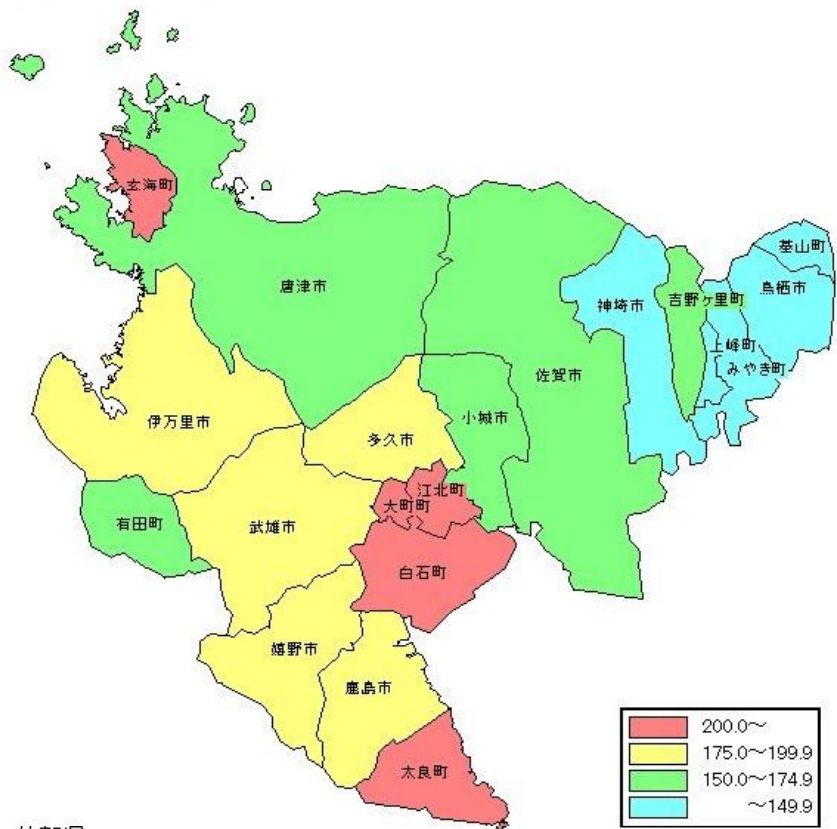 玄海町
唐津市
基山町
鳥栖市
吉野ヶ里町
神埼市
上峰町
みやき町
佐賀市
小城市
伊万里市
多久市
江北町
大町町
有田町
武雄市
白石町
嬉野市
鹿島市
太良町
200.0～
175.0～199.9
150.0～174.9
～149.9